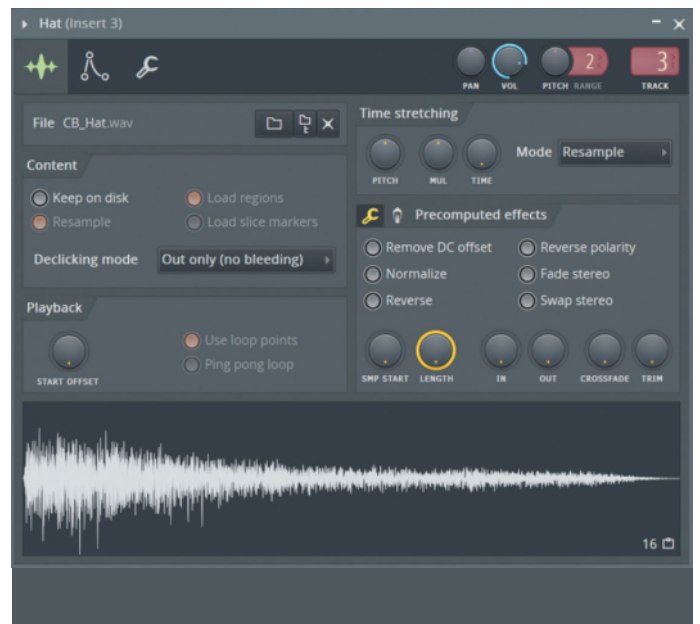 Hat (Insert 3)
PAN VOL PITCH RANGE 2 TRACK 3
File CB_Hat.wav
Content
Keep on disk Load regions
Resample Load slice markers
Declicking mode Out only (no bleeding)
Playback
Use loop points
Ping pong loop
START OFFSET
Time stretching
PITCH MUL TIME Mode Resample
Precomputed effects
Remove DC offset Reverse polarity
Normalize Fade stereo
Reverse Swap stereo
SMP START LENGTH IN OUT CROSSFADE TRIM
16